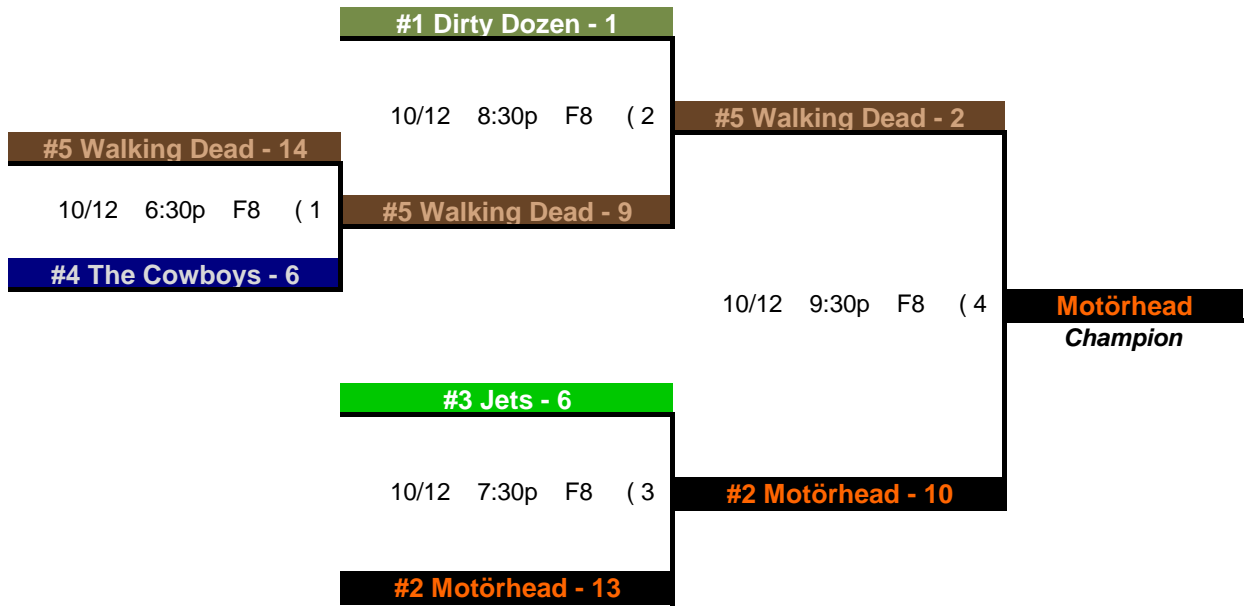 #1 Dirty Dozen - 1
10/12 8:30p F8 ( 2
#5 Walking Dead - 2
#5 Walking Dead - 14
10/12 6:30p F8 ( 1
#5 Walking Dead - 9
#4 The Cowboys - 6
10/12 9:30p F8 ( 4
Motörhead
Champion
#3 Jets - 6
10/12 7:30p F8 ( 3
#2 Motörhead - 10
#2 Motörhead - 13